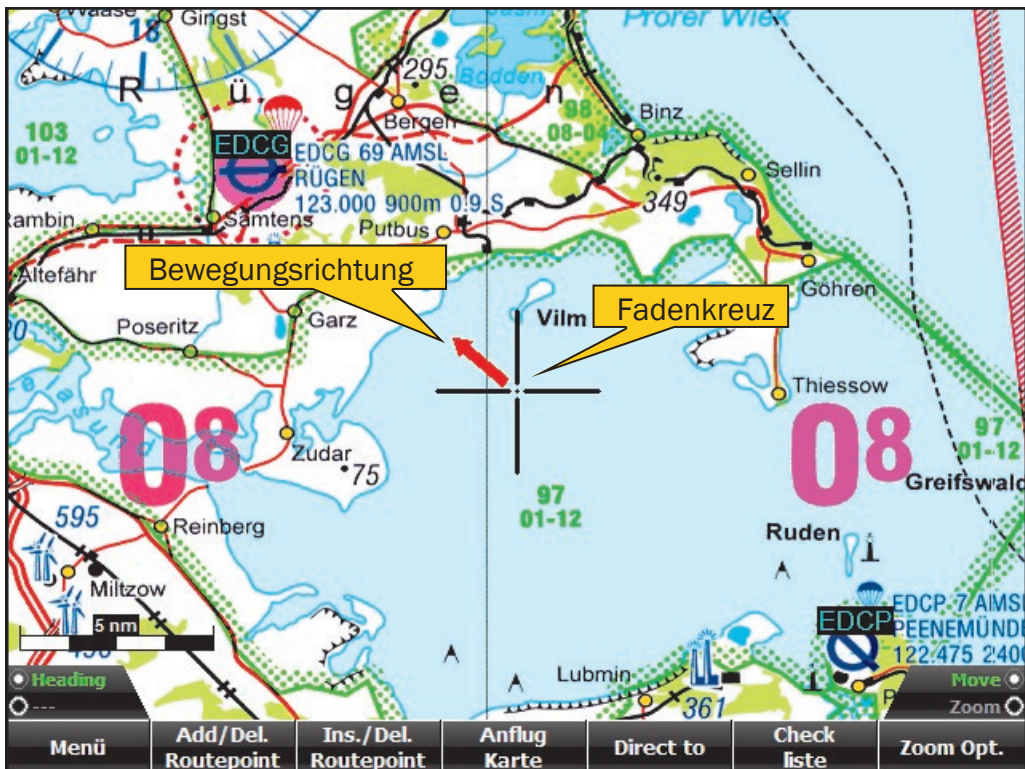 Waase
Gingst
18
Prorer Wiek
295
Bodden
R ü g e n
98
08-04
Binz
103
01-12
Bergen
EDCG
EDCG 69 AMSL
RÜGEN
123.000 900m 0.9 S
Sellin
349
Rambin
Samtens
Putbus
Altefähr
Bewegungsrichtung
Göhren
Vilm
Fadenkreuz
Garz
Poseritz
20
Thiessow
08
08
97
01-12
Zudar
75
97
01-12
Greifswald
595
Reinberg
Ruden
Miltzow
5 nm
EDCP
EDCP 7 AMSL
PEENEMÜNDE
122.475 2400
Lubmin
361
Heading
---
Move
Zoom
Menü
Add/Del.
Routepoint
Ins./Del.
Routepoint
Anflug
Karte
Direct to
Check
liste
Zoom Opt.